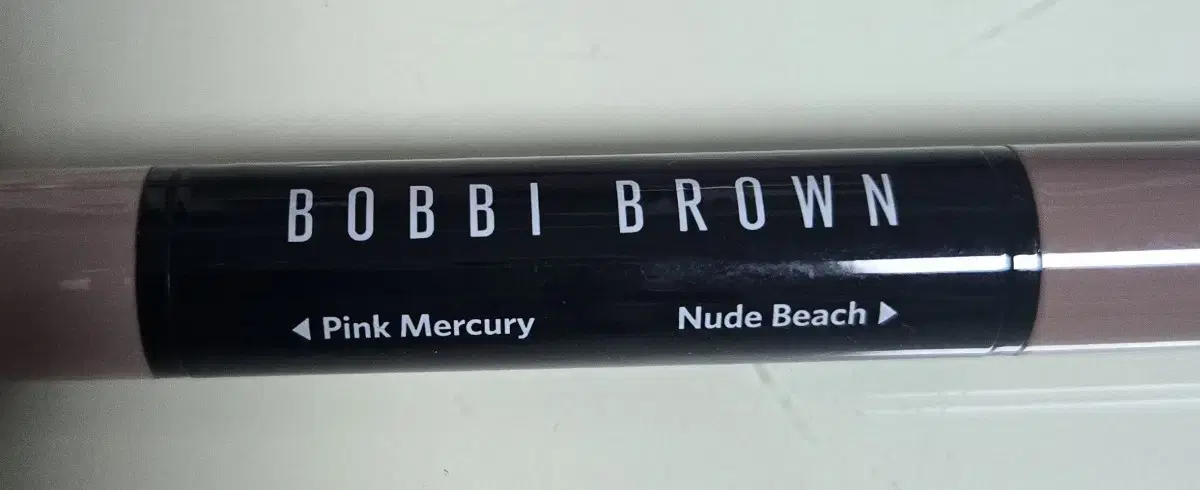 BOBBI BROWN
◀ Pink Mercury Nude Beach ▶